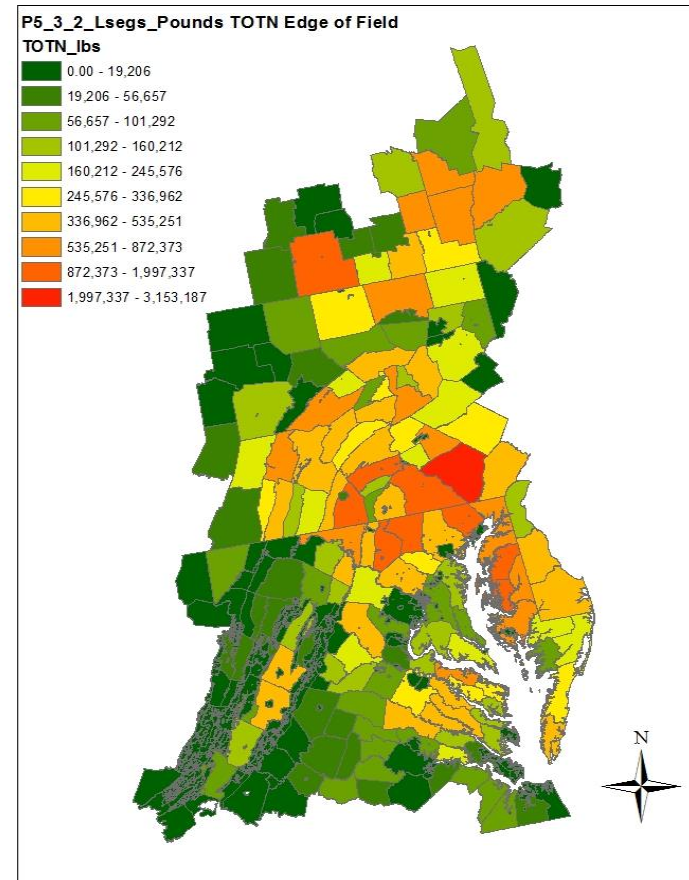 P5_3_2_Lsegs_Pounds TOTN Edge of Field
TOTN_lbs
0.00 - 19,206
19,206 - 56,657
56,657 - 101,292
101,292 - 160,212
160,212 - 245,576
245,576 - 336,962
336,962 - 535,251
535,251 - 872,373
872,373 - 1,997,337
1,997,337 - 3,153,187
N